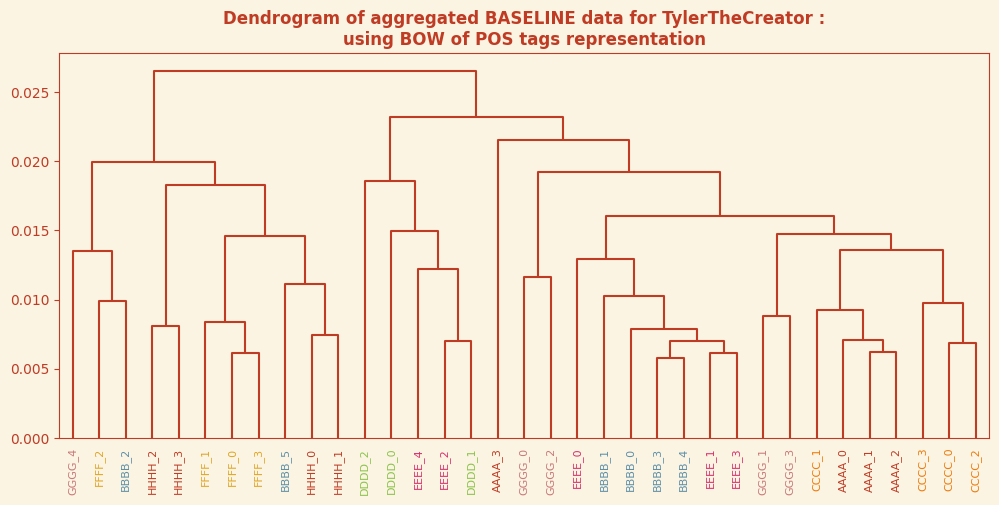 Dendrogram of aggregated BASELINE data for TylerTheCreator :
using BOW of POS tags representation
0.025
0.020
0.015
0.010
0.005
0.000
GGGG_4
FFFF_2
BBBB_2
HHHH_2
HHHH_3
FFFF_1
FFFF_0
FFFF_3
BBBB_5
HHHH_0
HHHH_1
DDDD_2
DDDD_0
EEEE_4
EEEE_2
DDDD_1
AAAA_3
GGGG_0
GGGG_2
EEEE_0
BBBB_1
BBBB_0
BBBB_3
BBBB_4
EEEE_1
EEEE_3
GGGG_1
GGGG_3
CCCC_1
AAAA_0
AAAA_1
AAAA_2
CCCC_3
CCCC_0
CCCC_2